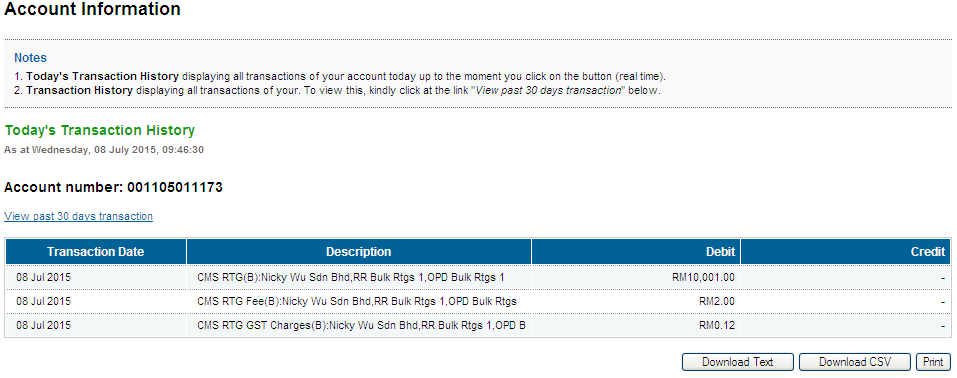 Account Information
Notes
1. Today's Transaction History displaying all transactions of your account today up to the moment you click on the button (real time).
2. Transaction History displaying all transactions of your. To view this, kindly click at the link "View past 30 days transaction" below.
Today's Transaction History
As at Wednesday, 08 July 2015, 09:46:30
Account number: 001105011173
View past 30 days transaction
Transaction Date Description Debit Credit
08 Jul 2015 CMS RTG(B):Nicky Wu Sdn Bhd,RR Bulk Rtgs 1,OPD Bulk Rtgs 1 RM10,001.00 -
08 Jul 2015 CMS RTG Fee(B):Nicky Wu Sdn Bhd,RR Bulk Rtgs 1,OPD Bulk Rtgs RM2.00 -
08 Jul 2015 CMS RTG GST Charges(B):Nicky Wu Sdn Bhd,RR Bulk Rtgs 1,OPD B RM0.12 -
Download Text Download CSV Print